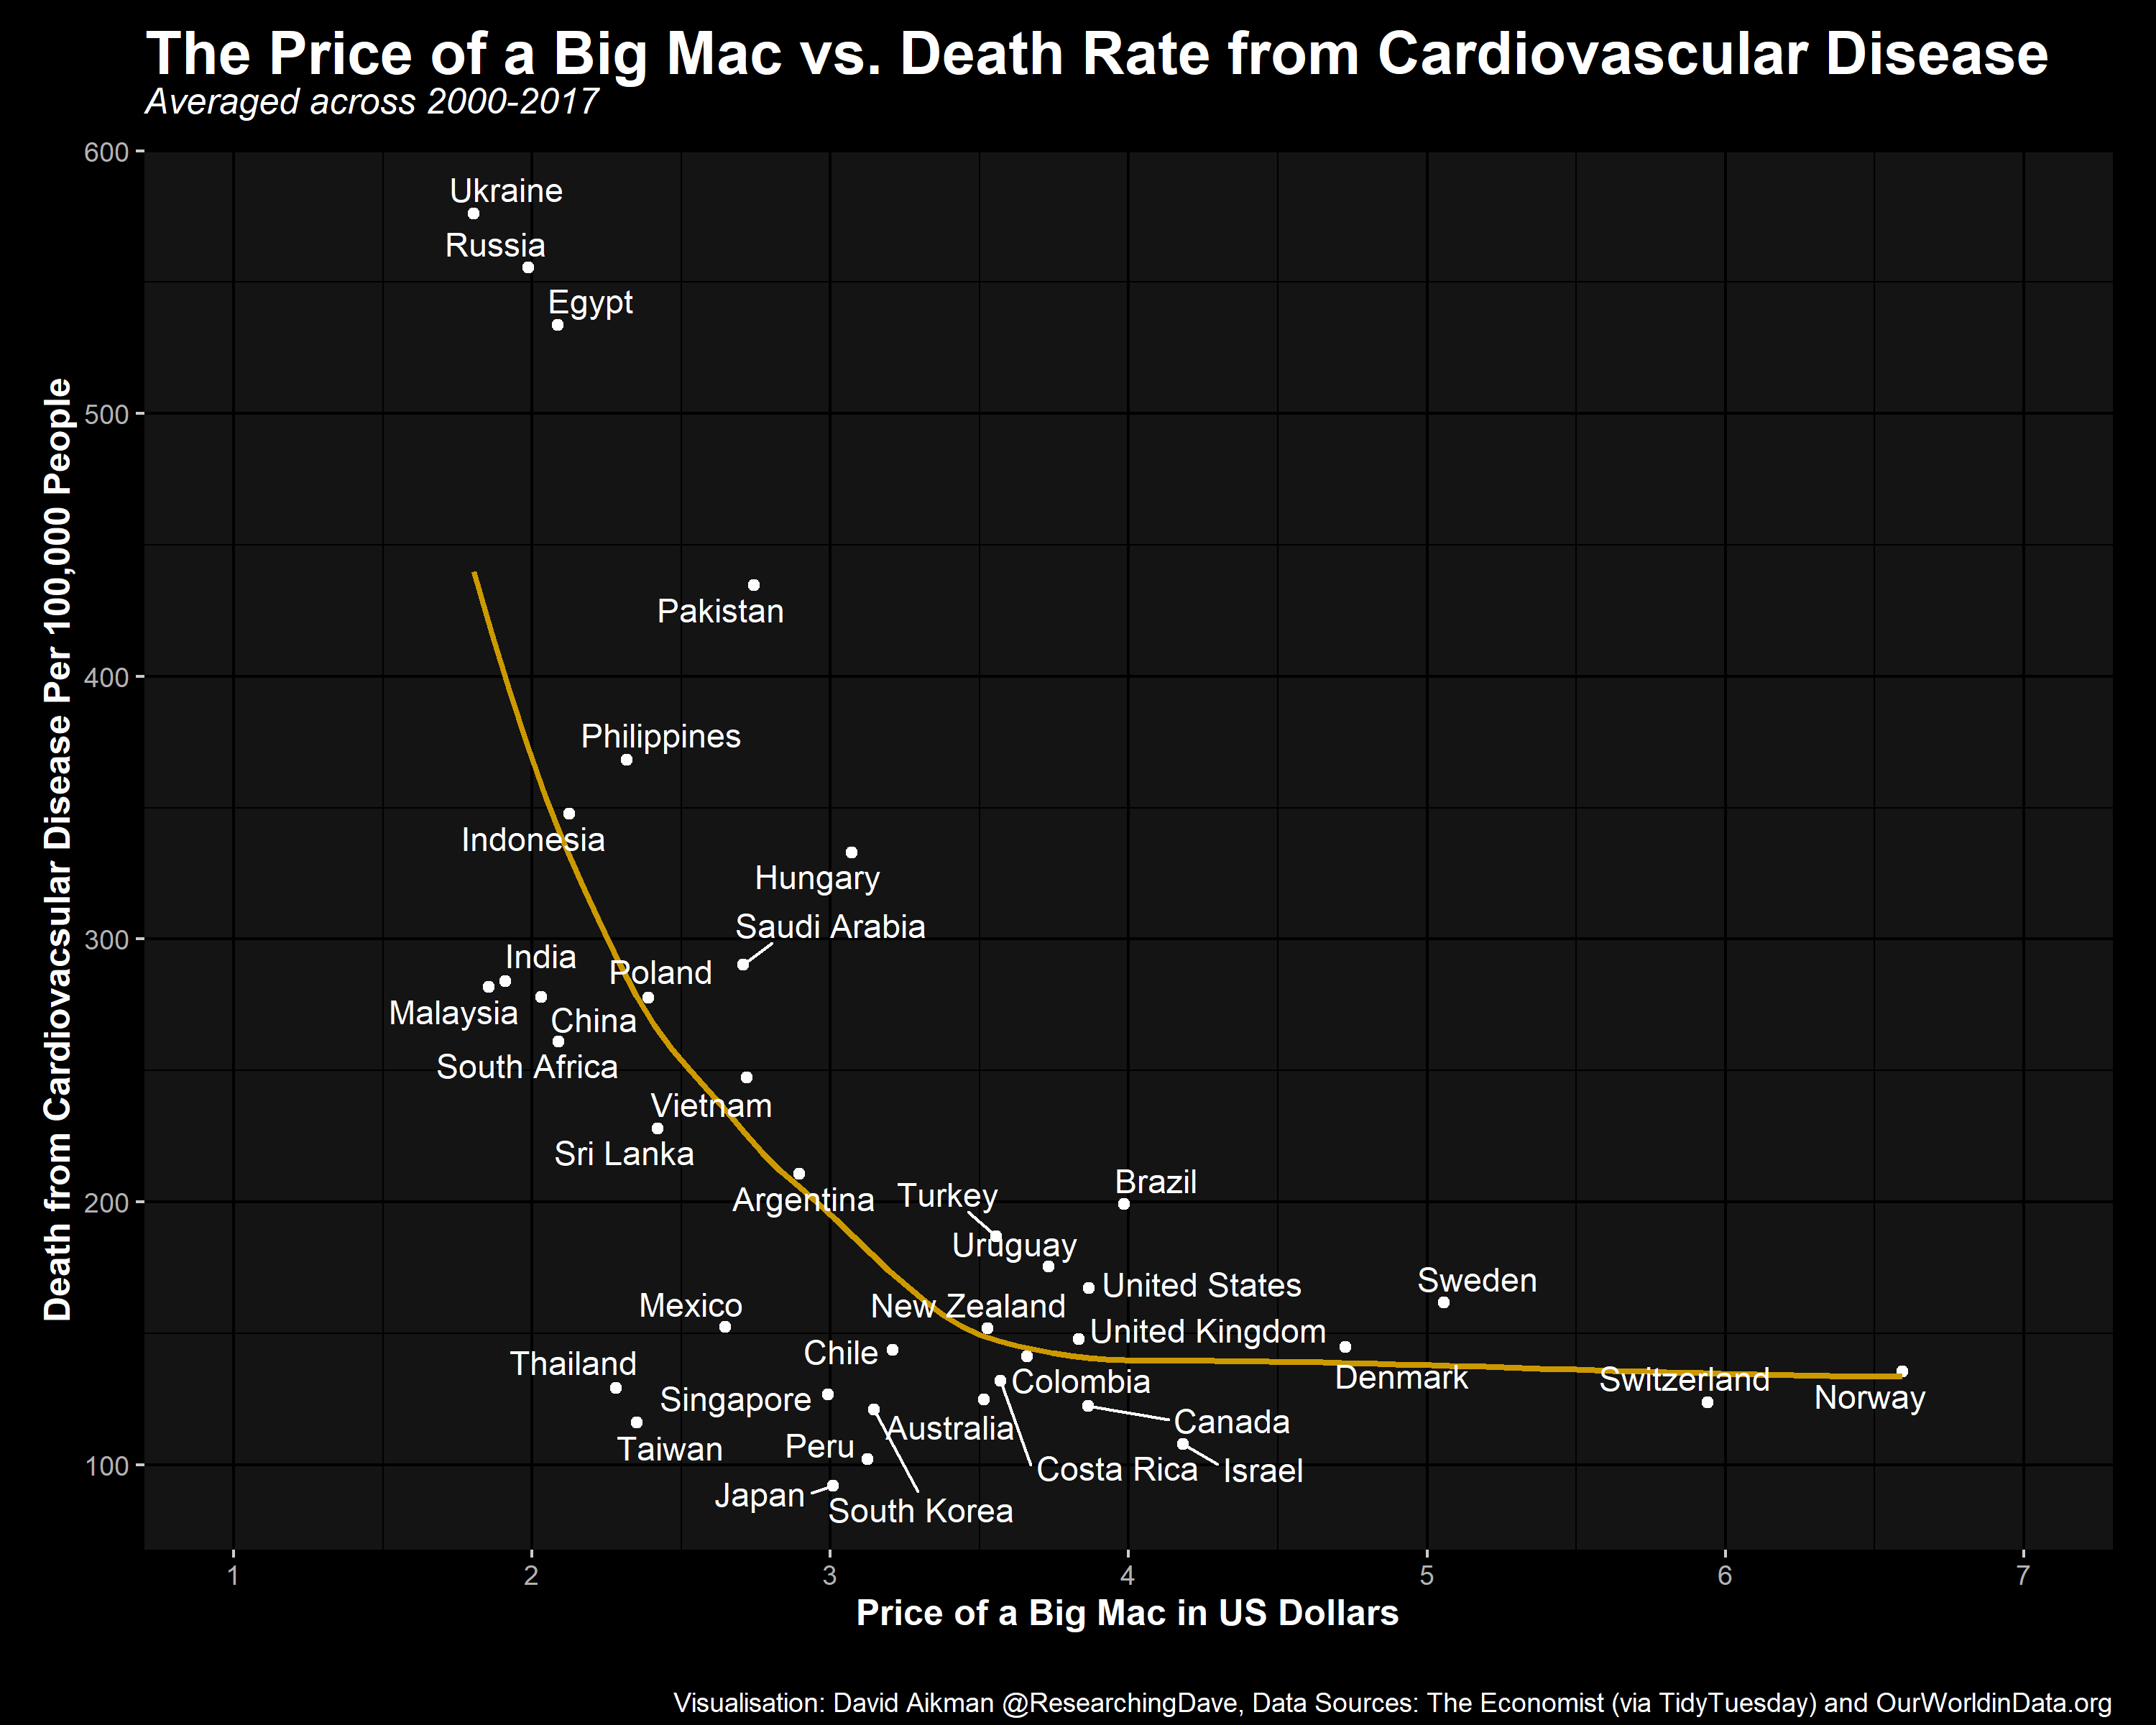 The Price of a Big Mac vs. Death Rate from Cardiovascular Disease
Averaged across 2000-2017
Death from Cardiovacsular Disease Per 100,000 People
600
500
400
300
200
100
Ukraine
Russia
Egypt
Pakistan
Philippines
Indonesia
Hungary
Saudi Arabia
India
Poland
Malaysia
China
South Africa
Vietnam
Sri Lanka
Brazil
Turkey
Argentina
Uruguay
United States
Sweden
Mexico
New Zealand
United Kingdom
Chile
Thailand
Denmark
Switzerland
Colombia
Singapore
Norway
Canada
Australia
Peru
Taiwan
Costa Rica
Israel
Japan
South Korea
1
2
3
4
5
6
7
Price of a Big Mac in US Dollars
Visualisation: David Aikman @ResearchingDave, Data Sources: The Economist (via TidyTuesday) and OurWorldinData.org